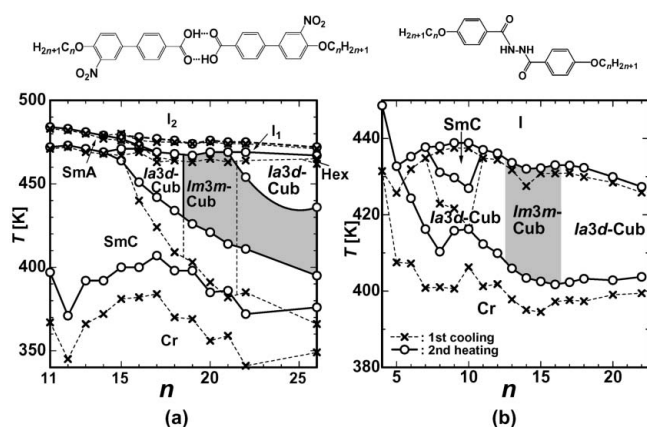 H₂ₙ₊₁Cₙ O NO₂ O OH···O O···HO NO₂ OCₙH₂ₙ₊₁
H₂ₙ₊₁CₙO O HN-NH O OCₙH₂ₙ₊₁
500
I₂
I₁
SmA
Ia3d-
Cub
Im3m-
Cub
Ia3d-
Cub
Hex
450
T [K]
SmC
400
Cr
350
11 15 20 25
n
(a)
I
440
SmC
Ia3d-Cub
Im3m-
Cub
Ia3d-Cub
420
T [K]
400
Cr
--×-- : 1st cooling
–○– : 2nd heating
380
4 5 10 15 20
n
(b)